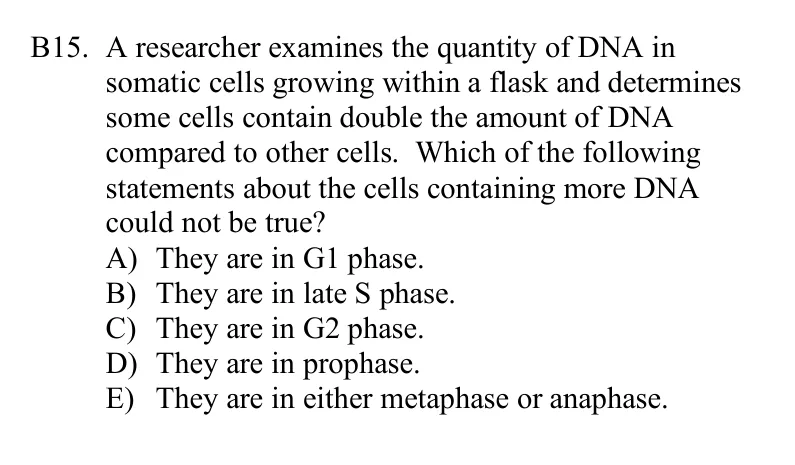 B15. A researcher examines the quantity of DNA in
somatic cells growing within a flask and determines
some cells contain double the amount of DNA
compared to other cells. Which of the following
statements about the cells containing more DNA
could not be true?
A) They are in G1 phase.
B) They are in late S phase.
C) They are in G2 phase.
D) They are in prophase.
E) They are in either metaphase or anaphase.